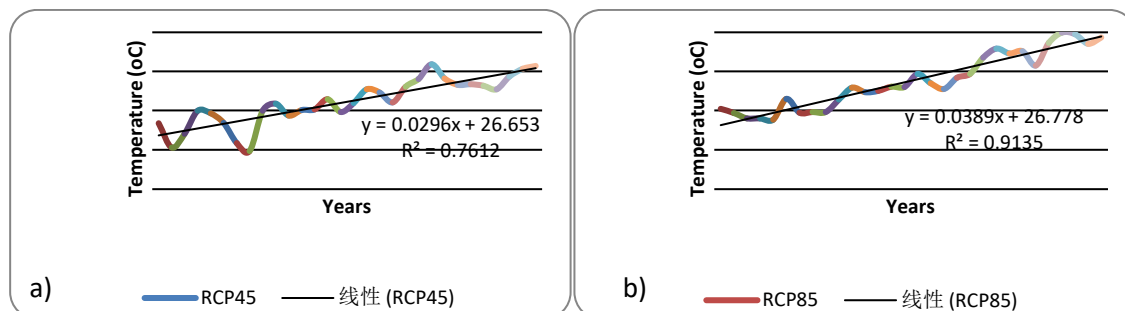 Temperature (oC)
y = 0.0296x + 26.653
R² = 0.7612
Years
a)
RCP45
线性 (RCP45)
Temperature (oC)
y = 0.0389x + 26.778
R² = 0.9135
Years
b)
RCP85
线性 (RCP85)